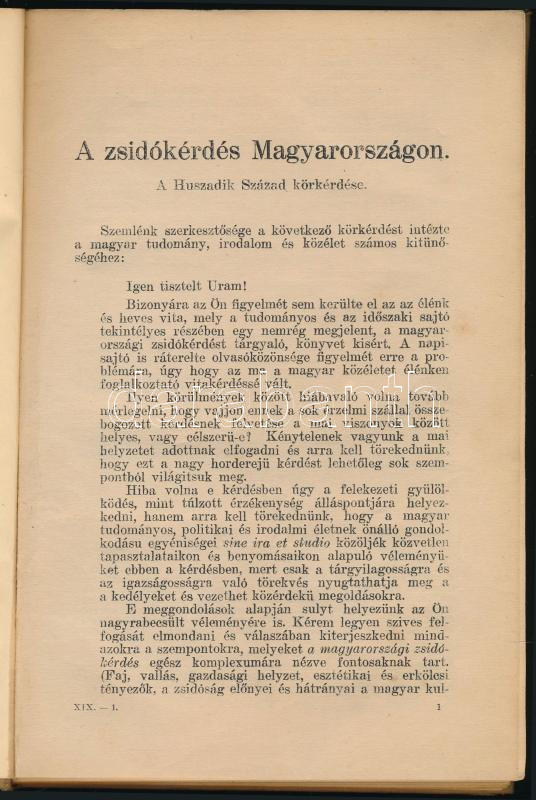 A zsidókérdés Magyarországon.
A Huszadik Század körkérdése.
Szemlénk szerkesztősége a következő körkérdést intézte
a magyar tudomány, irodalom és közélet számos kitünő-
ségéhez:
Igen tisztelt Uram!
Bizonyára az Ön figyelmét sem kerülte el az az élénk
és heves vita, mely a tudományos és az időszaki sajtó
tekintélyes részében egy nemrég megjelent, a magyar-
országi zsidókérdést tárgyaló, könyvet kisért. A napi-
sajtó is ráterelte olvasóközönsége figyelmét erre a pro-
blémára, úgy hogy az ma a magyar közéletet élénken
foglalkoztató vitakérdéssé vált.
Ilyen körülmények között hiábavaló volna tovább
mérlegelni, hogy vajjon ennek a sok érzelmi szállal össze-
bogozott kérdésnek felvetése a mai viszonyok között
helyes, vagy célszerü-e? Kénytelenek vagyunk a mai
helyzetet adottnak elfogadni és arra kell törekednünk,
hogy ezt a nagy horderejü kérdést lehetőleg sok szem-
pontból világitsuk meg.
Hiba volna e kérdésben úgy a felekezeti gyülöl-
ködés, mint túlzott érzékenység álláspontjára helyez-
kedni, hanem arra kell törekednünk, hogy a magyar
tudományos, politikai és irodalmi életnek önálló gondol-
kodásu egyéniségei sine ira et studio közöljék közvetlen
tapasztalataikon és benyomásaikon alapuló véleményü-
ket ebben a kérdésben, mert csak a tárgyilagosságra és
az igazságosságra való törekvés nyugtathatja meg a
a kedélyeket és vezethet közérdekü megoldásokra.
E meggondolások alapján sulyt helyezünk az Ön
nagyrabecsült véleményére is. Kérem legyen szives fel-
fogását elmondani és válaszában kiterjeszkedni mind-
azokra a szempontokra, melyeket a magyarországi zsidó-
kérdés egész komplexumára nézve fontosaknak tart.
(Faj, vallás, gazdasági helyzet, esztétikai és erkölcsi
tényezők, a zsidóság előnyei és hátrányai a magyar kul-
XIX. — 1. 1
darabanth.com